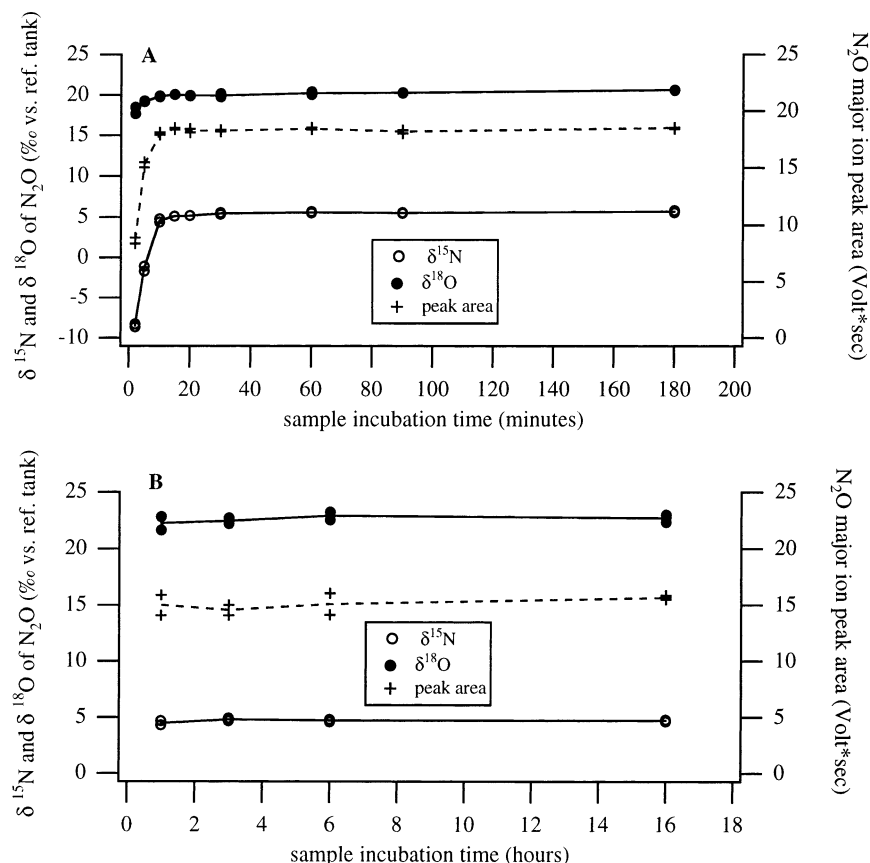 A
δ ¹⁵N and δ ¹⁸O of N₂O (‰ vs. ref. tank)
25
20
15
10
5
0
-5
-10
25
20
15
10
5
0
N₂O major ion peak area (Volt*sec)
δ¹⁵N
δ¹⁸O
peak area
0 20 40 60 80 100 120 140 160 180 200
sample incubation time (minutes)
B
δ ¹⁵N and δ ¹⁸O of N₂O (‰ vs. ref. tank)
25
20
15
10
5
0
25
20
15
10
5
0
N₂O major ion peak area (Volt*sec)
δ¹⁵N
δ¹⁸O
peak area
0 2 4 6 8 10 12 14 16 18
sample incubation time (hours)